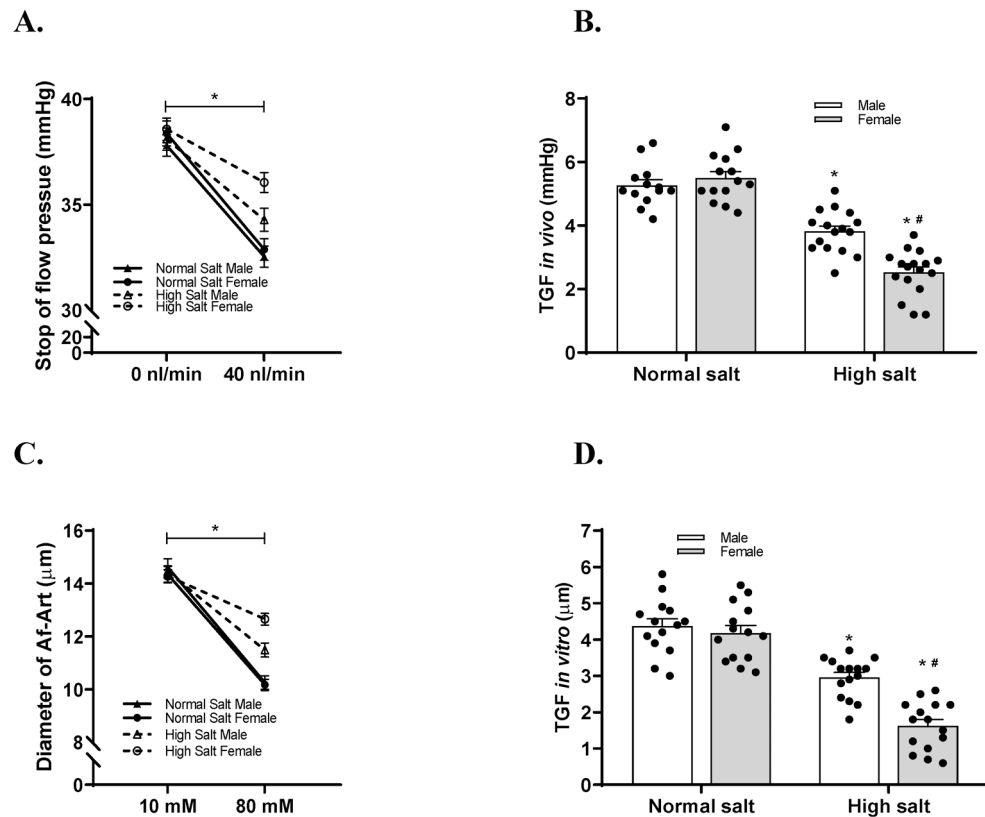 A.
Stop of flow pressue (mmHg)
40
35
30
20
0
*
Normal Salt Male
Normal Salt Female
High Salt Male
High Salt Female
0 nl/min 40 nl/min
B.
TGF in vivo (mmHg)
8
6
4
2
0
Male
Female
*
* #
Normal salt High salt
C.
Diameter of Af-Art (μm)
16
14
12
10
8
0
*
Normal Salt Male
Normal Salt Female
High Salt Male
High Salt Female
10 mM 80 mM
D.
TGF in vitro (μm)
7
6
5
4
3
2
1
0
Male
Female
*
* #
Normal salt High salt